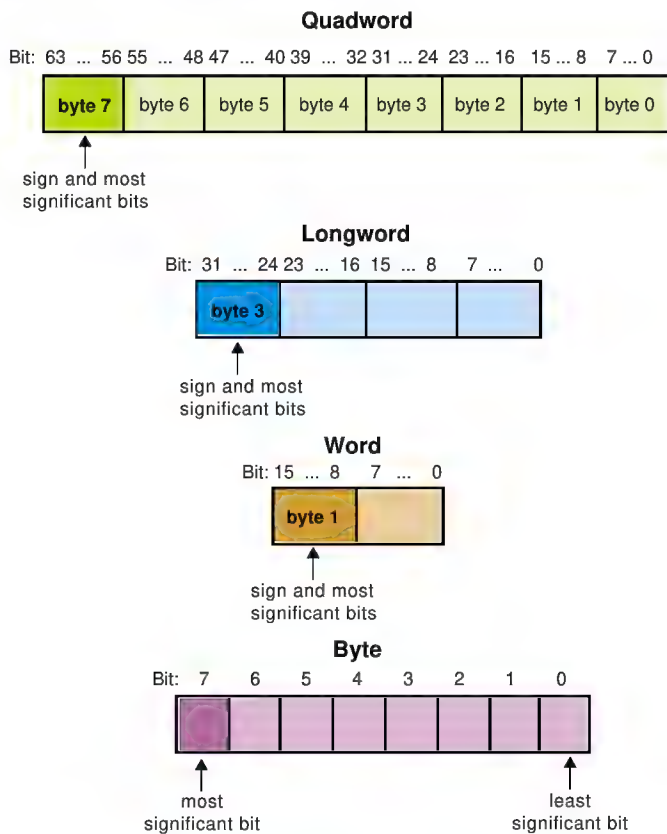 Quadword
Bit: 63 ... 56 55 ... 48 47 ... 40 39 ... 32 31 ... 24 23 ... 16 15 ... 8 7 ... 0
byte 7 byte 6 byte 5 byte 4 byte 3 byte 2 byte 1 byte 0
sign and most
significant bits
Longword
Bit: 31 ... 24 23 ... 16 15 ... 8 7 ... 0
byte 3
sign and most
significant bits
Word
Bit: 15 ... 8 7 ... 0
byte 1
sign and most
significant bits
Byte
Bit: 7 6 5 4 3 2 1 0
most least
significant bit significant bit